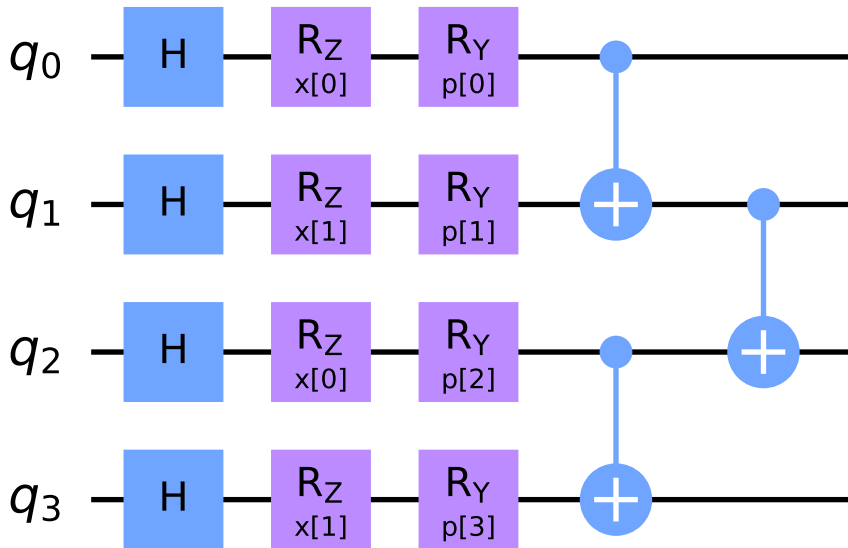 q0 H RZ x[0] RY p[0]
q1 H RZ x[1] RY p[1]
q2 H RZ x[0] RY p[2]
q3 H RZ x[1] RY p[3]